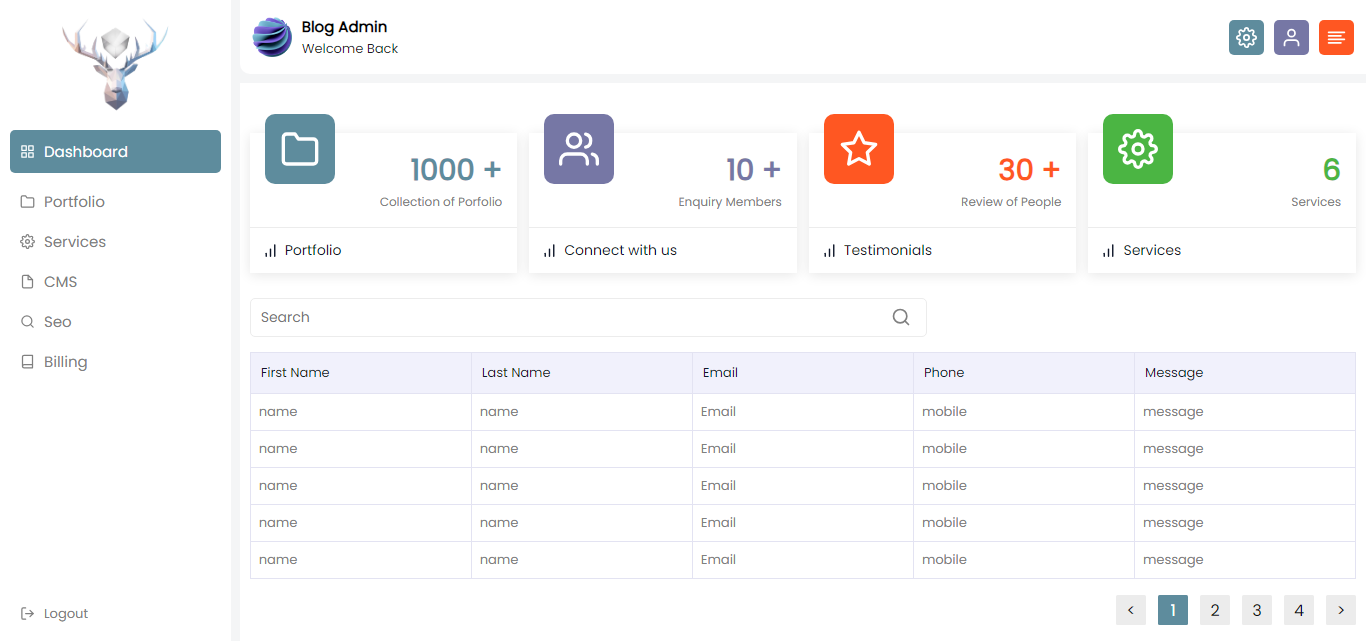 Blog Admin
Welcome Back
Dashboard
Portfolio
Services
CMS
Seo
Billing
Logout
1000 +
Collection of Porfolio
Portfolio
10 +
Enquiry Members
Connect with us
30 +
Review of People
Testimonials
6
Services
Services
Search
First Name Last Name Email Phone Message
name name Email mobile message
name name Email mobile message
name name Email mobile message
name name Email mobile message
name name Email mobile message
< 1 2 3 4 >